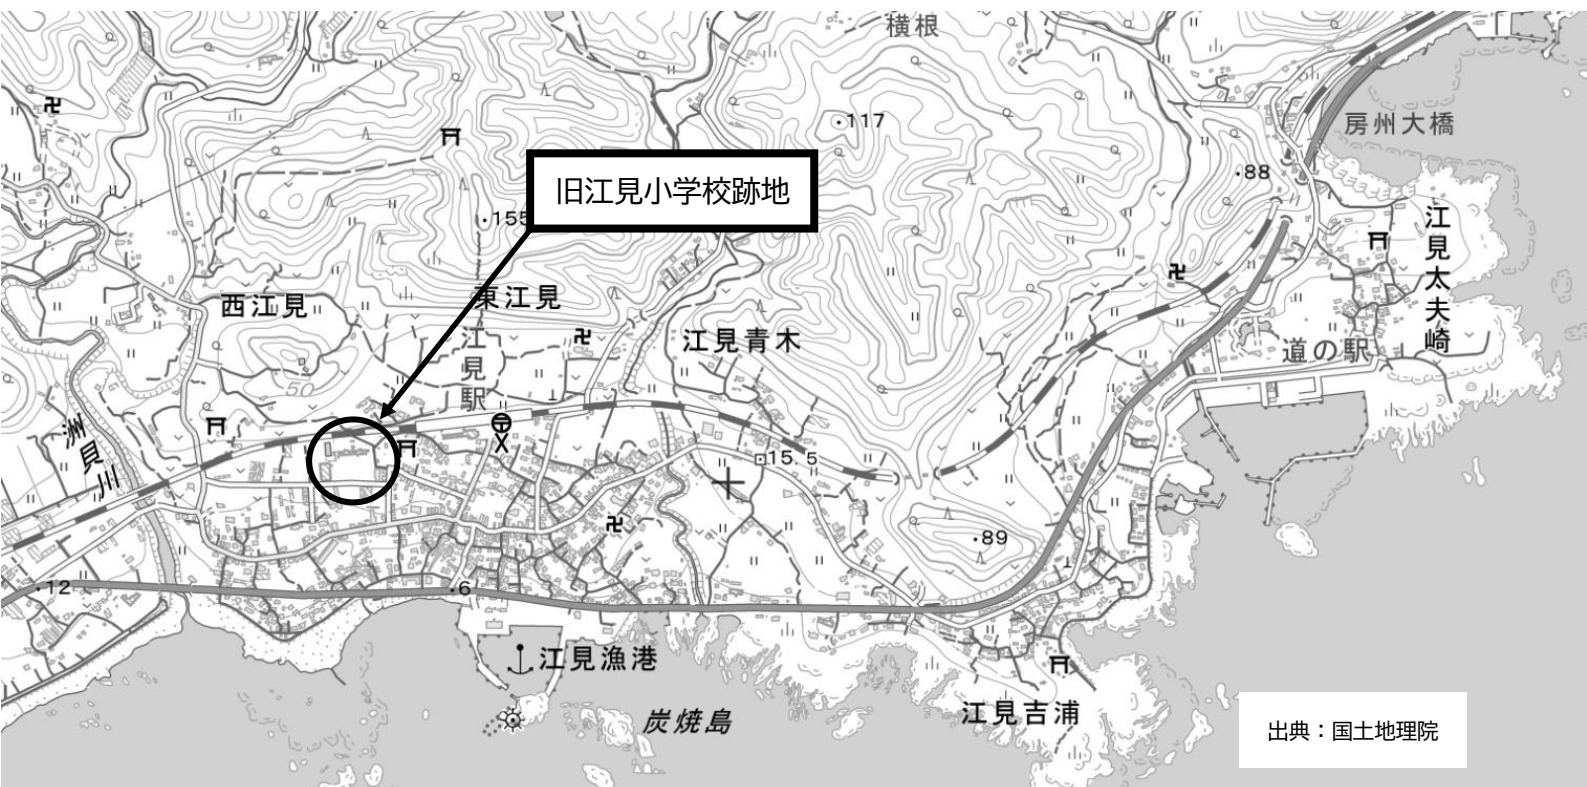 横根
117
房州大橋
88
旧江見小学校跡地
155
江見太夫崎
西江見
東江見
江見駅
江見青木
道の駅
洲貝川
50
15.5
89
12
6
江見漁港
炭焼島
江見吉浦
出典：国土地理院